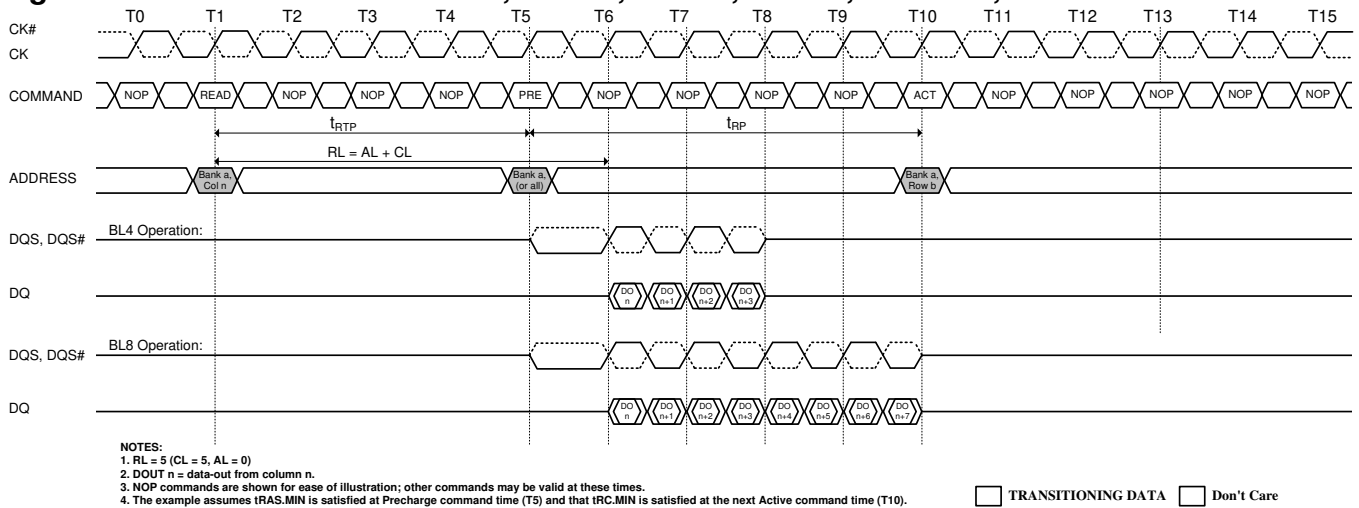 T0 T1 T2 T3 T4 T5 T6 T7 T8 T9 T10 T11 T12 T13 T14 T15
CK#
CK
COMMAND NOP READ NOP NOP NOP PRE NOP NOP NOP NOP ACT NOP NOP NOP NOP NOP
tRTP tRP
RL = AL + CL
ADDRESS
Bank a, Bank a, Bank a,
Col n (or all) Row b
BL4 Operation:
DQS, DQS#
DQ
DO DO DO DO
n n+1 n+2 n+3
BL8 Operation:
DQS, DQS#
DQ
DO DO DO DO DO DO DO DO
n n+1 n+2 n+3 n+4 n+5 n+6 n+7
NOTES:
1. RL = 5 (CL = 5, AL = 0)
2. DOUT n = data-out from column n.
3. NOP commands are shown for ease of illustration; other commands may be valid at these times.
4. The example assumes tRAS.MIN is satisfied at Precharge command time (T5) and that tRC.MIN is satisfied at the next Active command time (T10).
TRANSITIONING DATA Don't Care